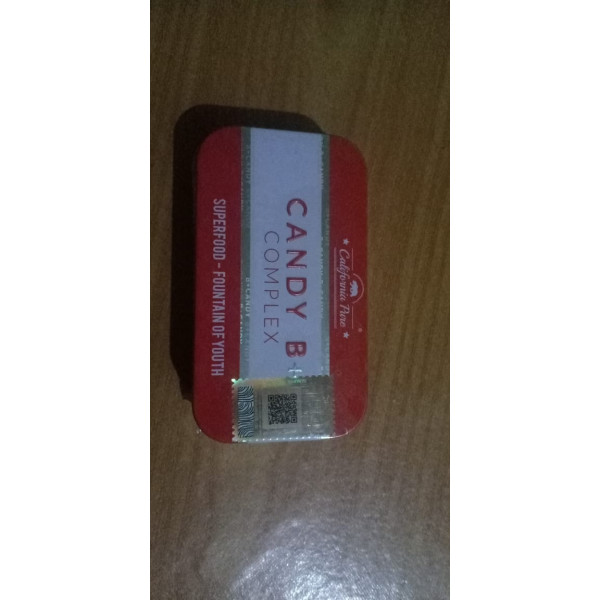 California Pure
CANDY B+
COMPLEX
SUPERFOOD - FOUNTAIN OF YOUTH